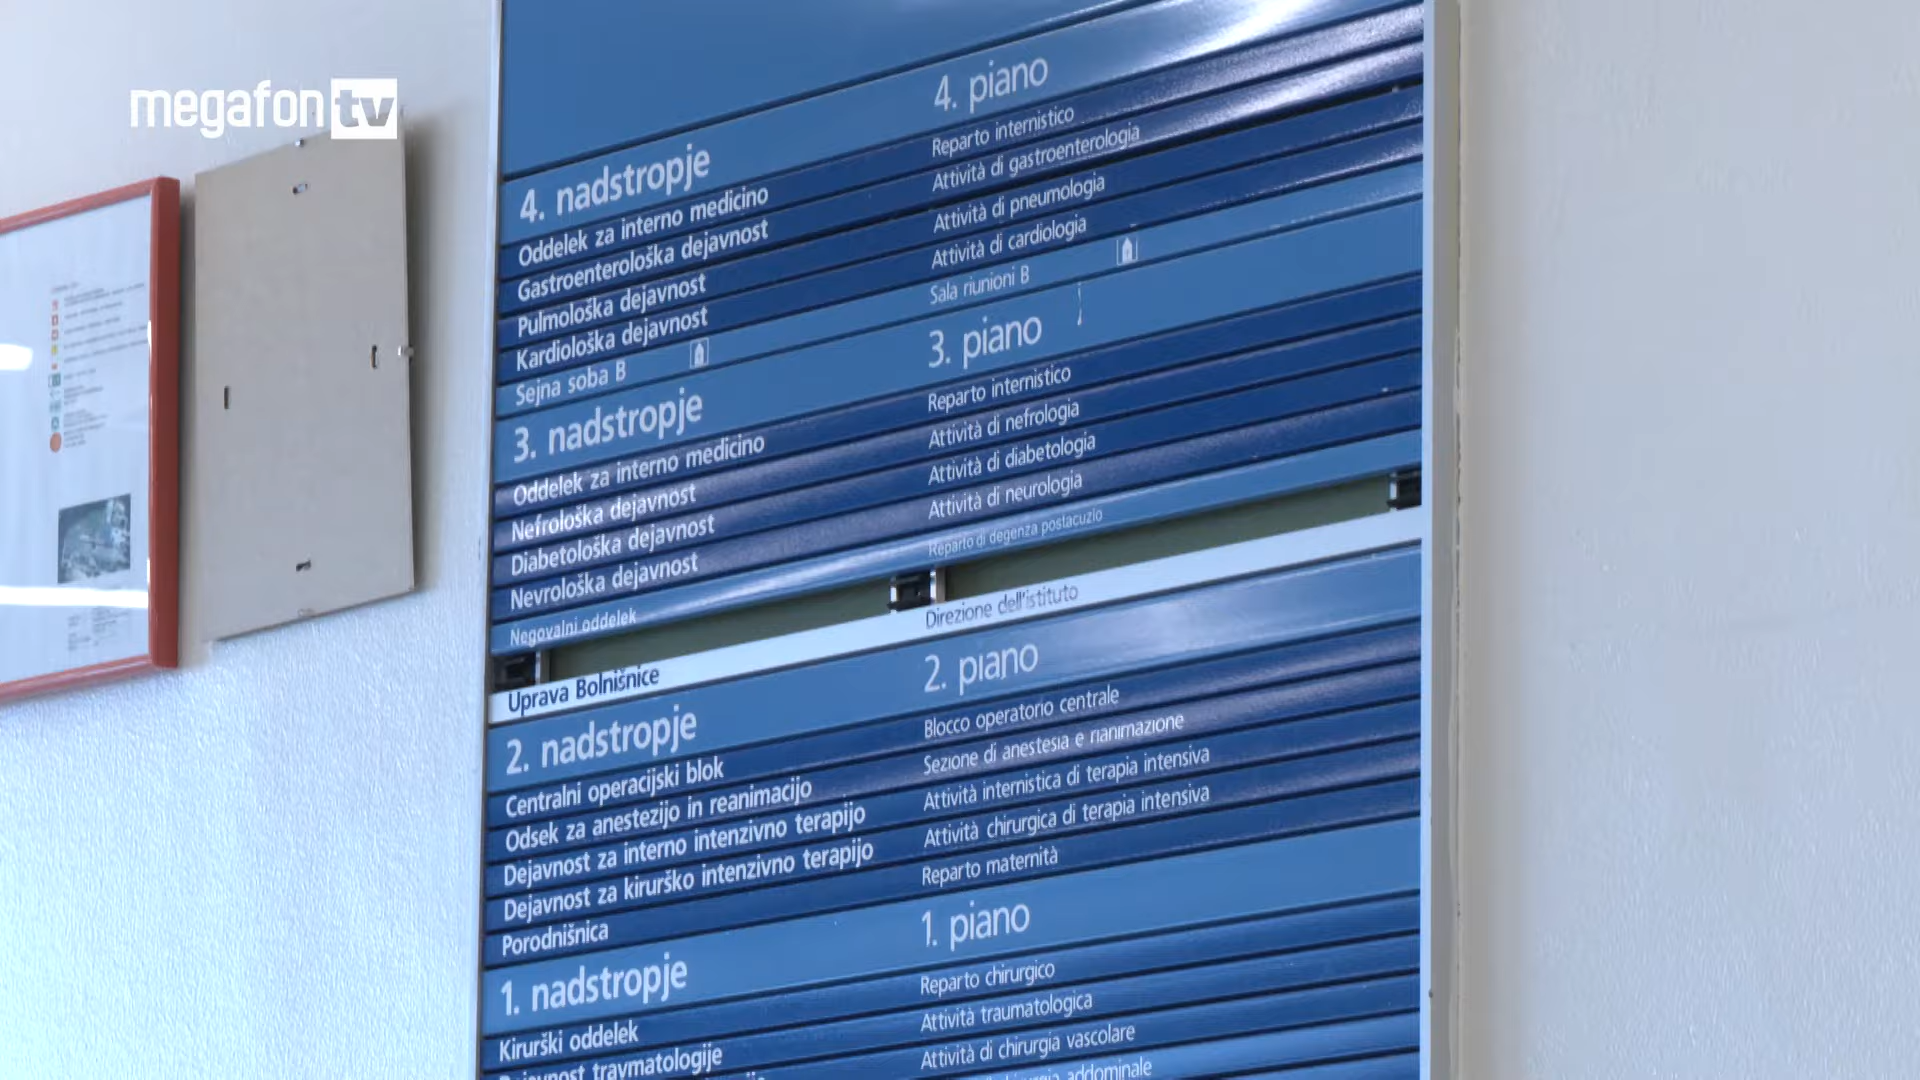 megafon tv
4. nadstropje 4. piano
Oddelek za interno medicino Reparto internistico
Gastroenterološka dejavnost Attività di gastroenterologia
Pulmološka dejavnost Attività di pneumologia
Kardiološka dejavnost Attività di cardiologia
Sejna soba B Sala riunioni B
3. nadstropje 3. piano
Oddelek za interno medicino Reparto internistico
Nefrološka dejavnost Attività di nefrologia
Diabetološka dejavnost Attività di diabetologia
Nevrološka dejavnost Attività di neurologia
Negovalni oddelek Reparto di degenza postacuzio
Uprava Bolnišnice Direzione dell'istituto
2. nadstropje 2. piano
Centralni operacijski blok Blocco operatorio centrale
Odsek za anestezijo in reanimacijo Sezione di anestesia e rianimazione
Dejavnost za interno intenzivno terapijo Attività internistica di terapia intensiva
Dejavnost za kirurško intenzivno terapijo Attività chirurgica di terapia intensiva
Porodnišnica Reparto maternità
1. nadstropje 1. piano
Kirurški oddelek Reparto chirurgico
Dejavnost travmatologije Attività traumatologica
Attività di chirurgia vascolare
chirurgia addominale